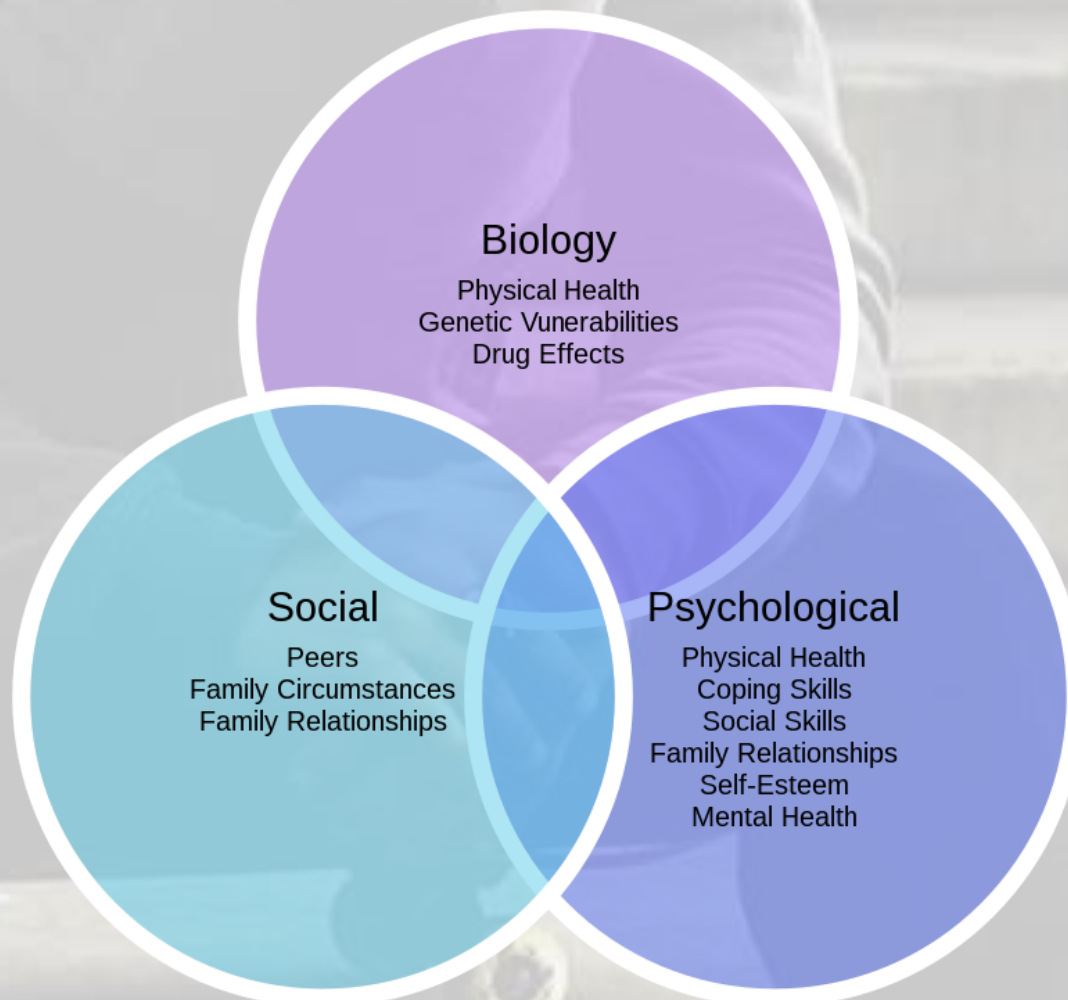 Biology
Physical Health
Genetic Vunerabilities
Drug Effects
Social
Peers
Family Circumstances
Family Relationships
Psychological
Physical Health
Coping Skills
Social Skills
Family Relationships
Self-Esteem
Mental Health